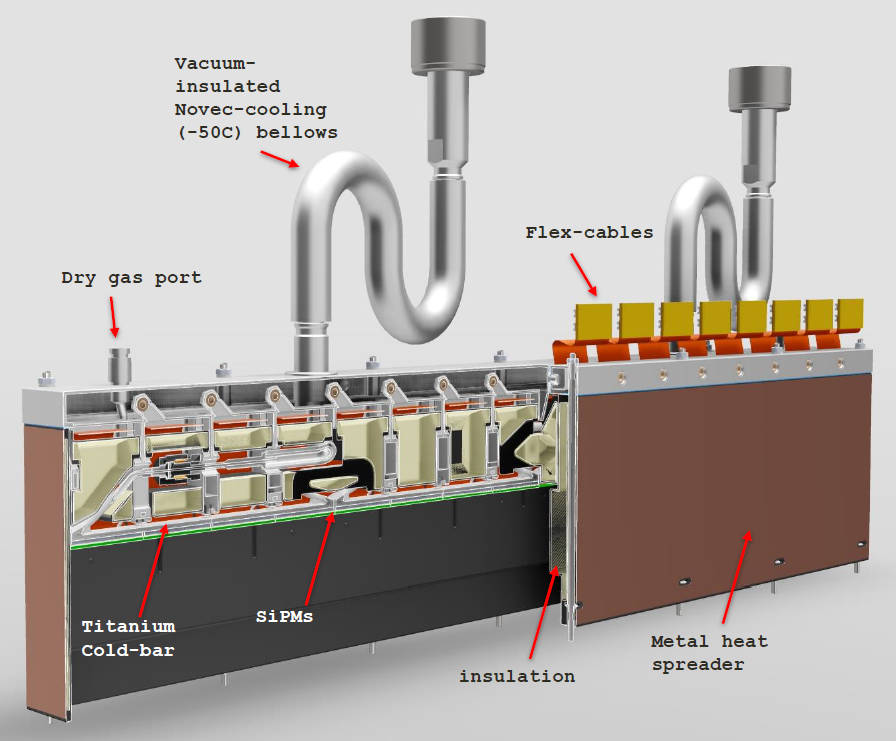 Vacuum-
insulated
Novec-cooling
(-50C) bellows
Flex-cables
Dry gas port
Titanium
Cold-bar
SiPMs
insulation
Metal heat
spreader